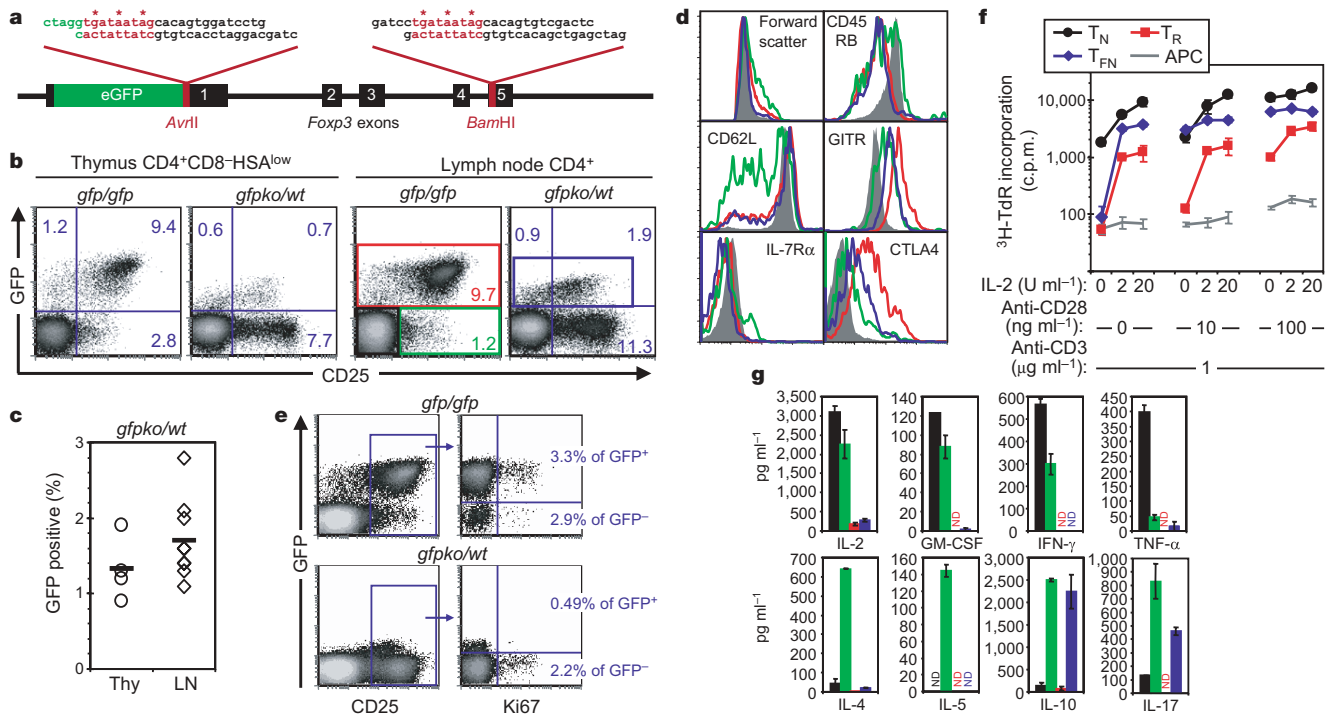 a
ctaggtgataatagcacagtggatcctg
cactattatcgtgtcacctaggacgatc
gatcctgataatagcacagtgtcgactc
gactattatcgtgtcacagctgagctag
* * *
* * *
eGFP
1
2
3
4
5
AvrII
Foxp3 exons
BamHI
b
Thymus CD4+CD8–HSAlow
Lymph node CD4+
gfp/gfp
gfpko/wt
gfp/gfp
gfpko/wt
1.2
9.4
2.8
0.6
0.7
7.7
9.7
1.2
0.9
1.9
11.3
GFP
CD25
c
gfpko/wt
GFP positive (%)
3
2
1
0
Thy
LN
d
Forward scatter
CD45 RB
CD62L
GITR
IL-7Rα
CTLA4
e
gfp/gfp
3.3% of GFP+
2.9% of GFP–
gfpko/wt
0.49% of GFP+
2.2% of GFP–
GFP
CD25
Ki67
f
TN
TR
TFN
APC
3H-TdR incorporation (c.p.m.)
10,000
1,000
100
IL-2 (U ml–1): 0 2 20 0 2 20 0 2 20
Anti-CD28 (ng ml–1): 0 10 100
Anti-CD3 (μg ml–1): 1
g
pg ml–1
3,500
3,000
2,500
2,000
1,500
1,000
500
0
IL-2
140
120
100
80
60
40
20
0
ND
GM-CSF
600
500
400
300
200
100
0
ND
ND
IFN-γ
450
400
350
300
250
200
150
100
50
0
ND
TNF-α
pg ml–1
700
600
500
400
300
200
100
0
IL-4
160
140
120
100
80
60
40
20
0
ND
ND
ND
IL-5
3,000
2,500
2,000
1,500
1,000
500
0
IL-10
1,000
900
800
700
600
500
400
300
200
100
0
ND
IL-17